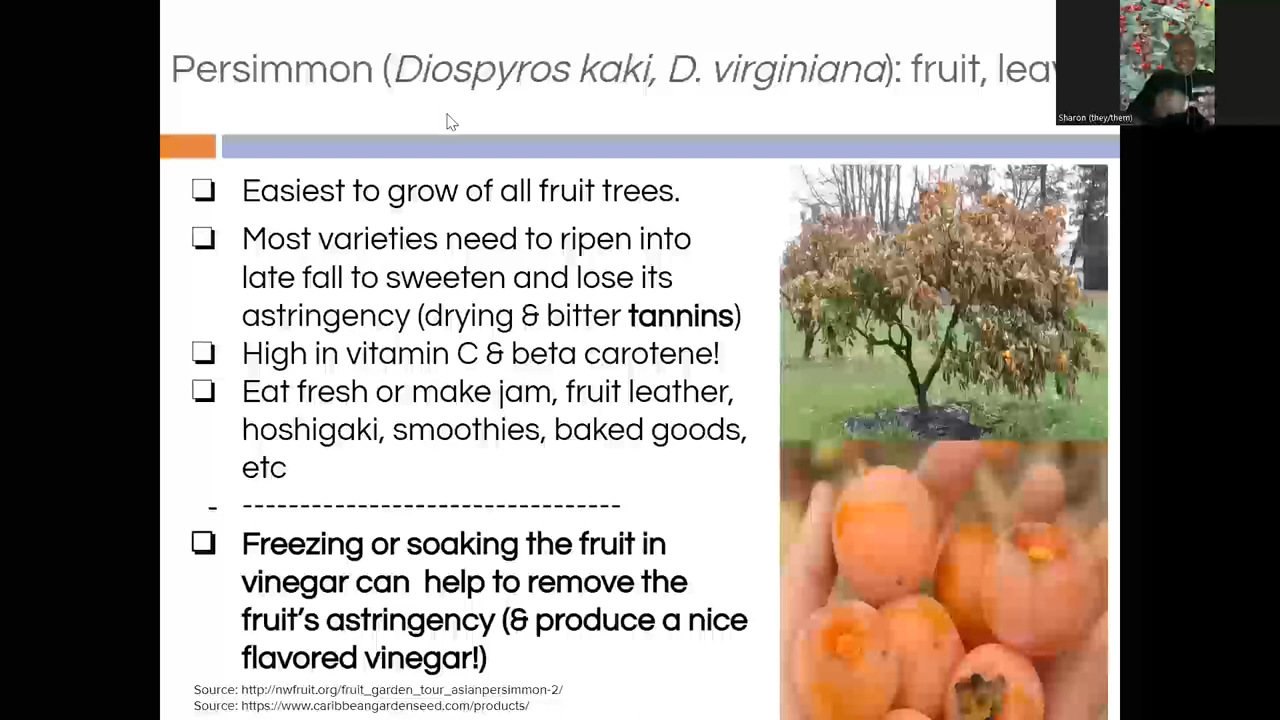 Persimmon (Diospyros kaki, D. virginiana): fruit,
Sharon (they/them)
❏ Easiest to grow of all fruit trees.
❏ Most varieties need to ripen into
late fall to sweeten and lose its
astringency (drying & bitter tannins)
❏ High in vitamin C & beta carotene!
❏ Eat fresh or make jam, fruit leather,
hoshigaki, smoothies, baked goods,
etc
- ---------------------------------
❏ Freezing or soaking the fruit in
vinegar can help to remove the
fruit's astringency (& produce a nice
flavored vinegar!)
Source: http://nwfruit.org/fruit_garden_tour_asianpersimmon-2/
Source: https://www.caribbeangardenseed.com/products/